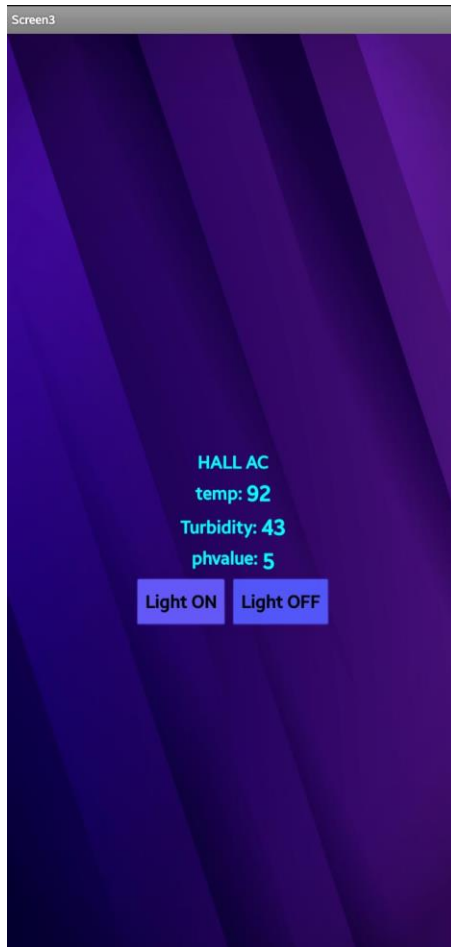 Screen3
HALL AC
temp: 92
Turbidity: 43
phvalue: 5
Light ON Light OFF